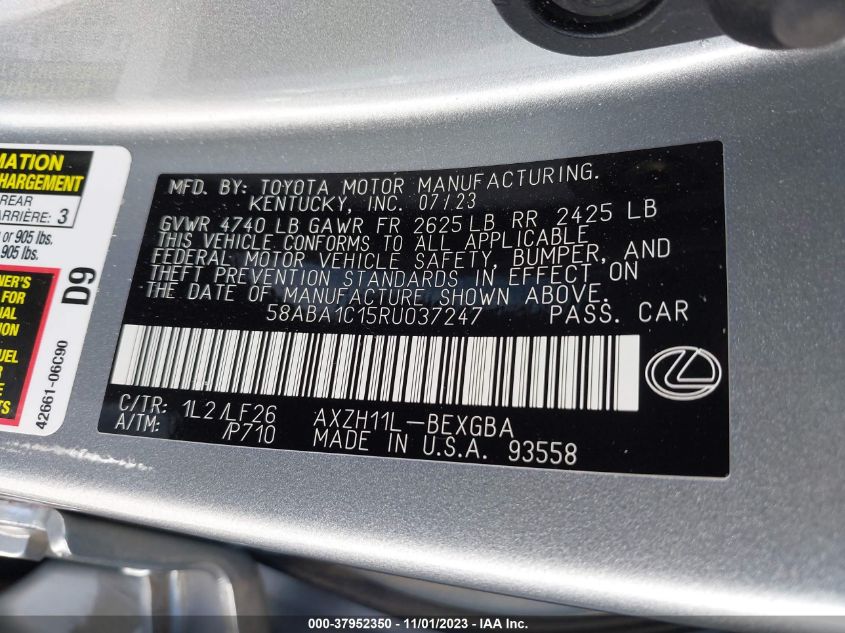 MATION
CHARGEMENT
REAR
ARRIÈRE: 3
or 905 lbs.
905 lbs.
D9
NER'S
FOR
42661-06C90
MFD. BY: TOYOTA MOTOR MANUFACTURING.
KENTUCKY, INC. 07/23
GVWR 4740 LB GAWR FR 2625 LB RR 2425 LB
THIS VEHICLE CONFORMS TO ALL APPLICABLE
FEDERAL MOTOR VEHICLE SAFETY, BUMPER, AND
THEFT PREVENTION STANDARDS IN EFFECT ON
THE DATE OF MANUFACTURE SHOWN ABOVE.
58ABA1C15RU037247 PASS. CAR
C/TR: 1L2/LF26 AXZH11L-BEXGBA
A/TM: /P710 MADE IN U.S.A. 93558
000-37952350 - 11/01/2023 - IAA Inc.